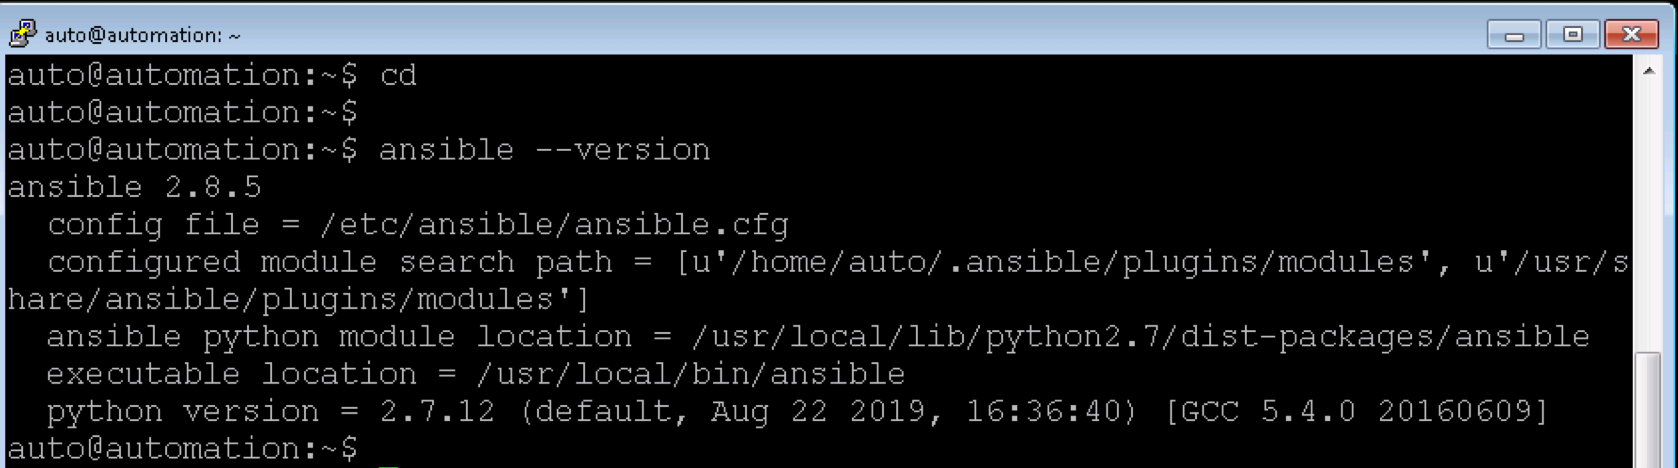 auto@automation: ~
auto@automation:~$ cd
auto@automation:~$
auto@automation:~$ ansible --version
ansible 2.8.5
  config file = /etc/ansible/ansible.cfg
  configured module search path = [u'/home/auto/.ansible/plugins/modules', u'/usr/s
hare/ansible/plugins/modules']
  ansible python module location = /usr/local/lib/python2.7/dist-packages/ansible
  executable location = /usr/local/bin/ansible
  python version = 2.7.12 (default, Aug 22 2019, 16:36:40) [GCC 5.4.0 20160609]
auto@automation:~$